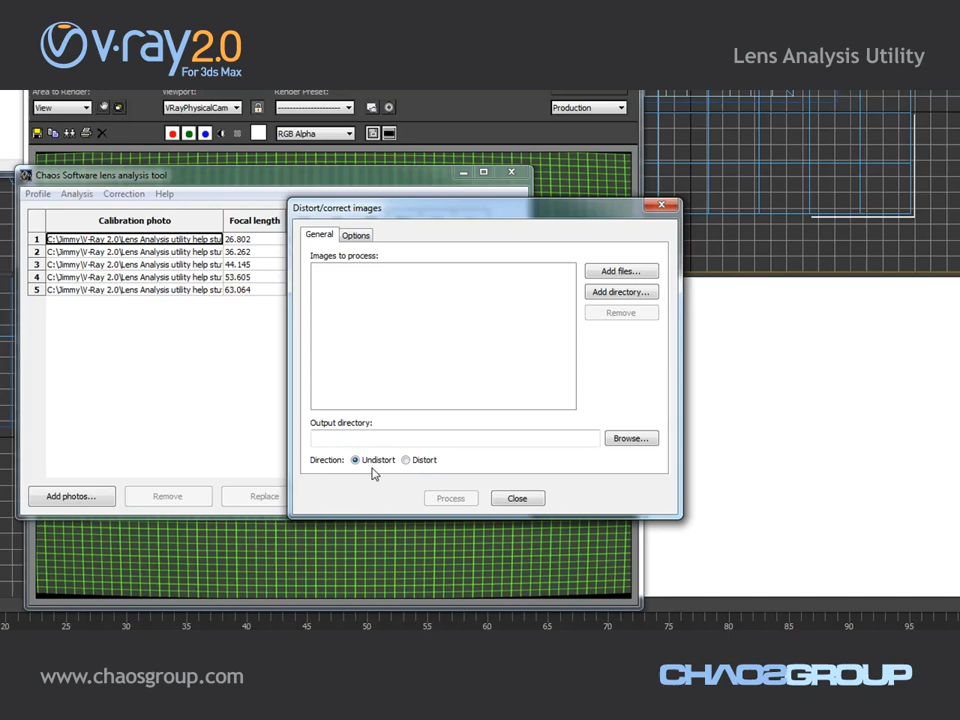 v·ray2.0
For 3ds Max
Lens Analysis Utility
Area to Render:
Viewport:
Render Preset:
View
VRayPhysicalCam
Production
RGB Alpha
Chaos Software lens analysis tool
Profile Analysis Correction Help
Calibration photo Focal length
1 C:\Jimmy\V-Ray 2.0\Lens Analysis utility help stu 26.802
2 C:\Jimmy\V-Ray 2.0\Lens Analysis utility help stu 36.262
3 C:\Jimmy\V-Ray 2.0\Lens Analysis utility help stu 44.145
4 C:\Jimmy\V-Ray 2.0\Lens Analysis utility help stu 53.605
5 C:\Jimmy\V-Ray 2.0\Lens Analysis utility help stu 63.064
Add photos... Remove Replace
Distort/correct images
General Options
Images to process:
Add files...
Add directory...
Remove
Output directory:
Browse...
Direction: Undistort Distort
Process Close
20 25 30 35 40 45 50 55 60 65 70 75 80 85 90 95
www.chaosgroup.com
CHAOSGROUP